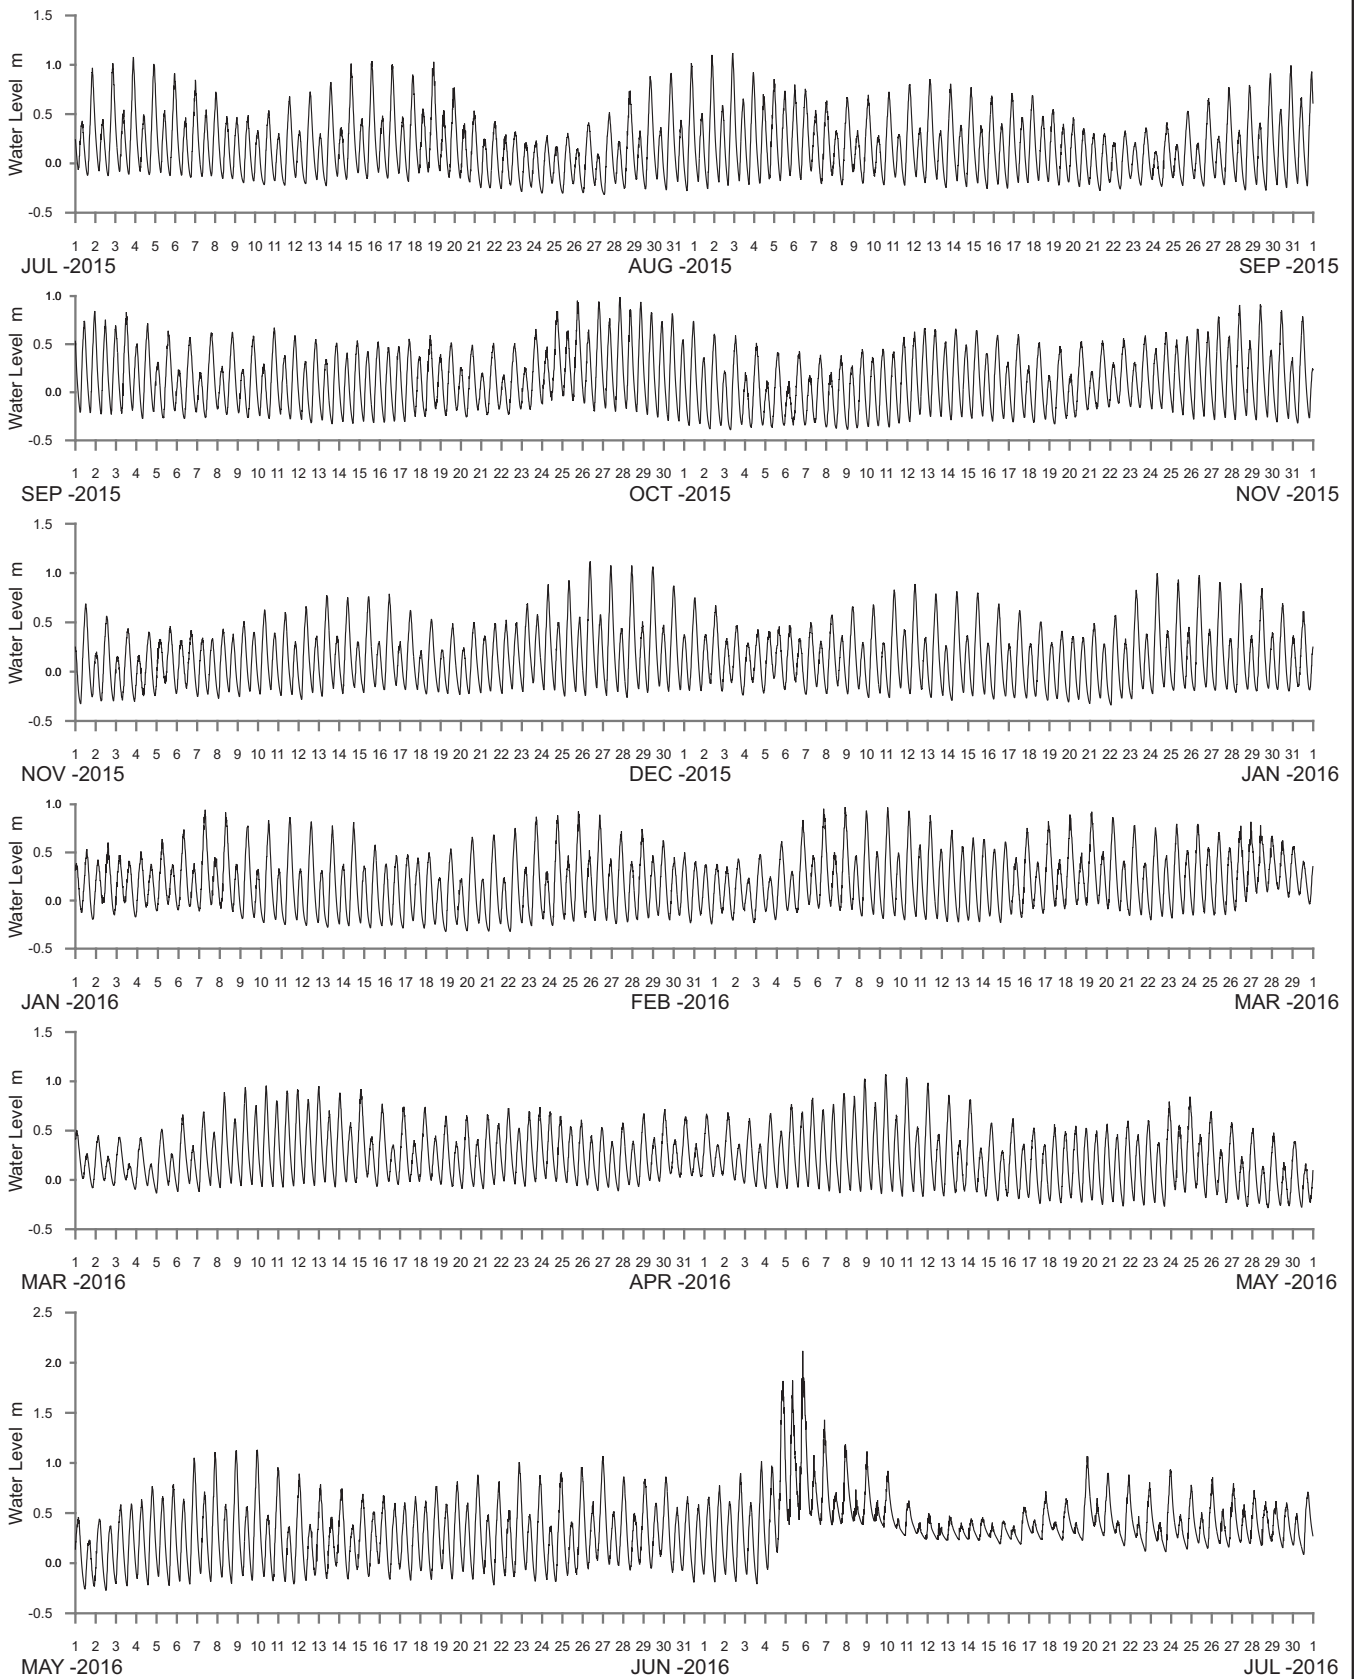 1.5
1.0
0.5
0.0
-0.5
Water Level m
1 2 3 4 5 6 7 8 9 10 11 12 13 14 15 16 17 18 19 20 21 22 23 24 25 26 27 28 29 30 31 1 2 3 4 5 6 7 8 9 10 11 12 13 14 15 16 17 18 19 20 21 22 23 24 25 26 27 28 29 30 31 1
JUL -2015 AUG -2015 SEP -2015
1.0
0.5
0.0
-0.5
Water Level m
1 2 3 4 5 6 7 8 9 10 11 12 13 14 15 16 17 18 19 20 21 22 23 24 25 26 27 28 29 30 1 2 3 4 5 6 7 8 9 10 11 12 13 14 15 16 17 18 19 20 21 22 23 24 25 26 27 28 29 30 31 1
SEP -2015 OCT -2015 NOV -2015
1.5
1.0
0.5
0.0
-0.5
Water Level m
1 2 3 4 5 6 7 8 9 10 11 12 13 14 15 16 17 18 19 20 21 22 23 24 25 26 27 28 29 30 1 2 3 4 5 6 7 8 9 10 11 12 13 14 15 16 17 18 19 20 21 22 23 24 25 26 27 28 29 30 31 1
NOV -2015 DEC -2015 JAN -2016
1.0
0.5
0.0
-0.5
Water Level m
1 2 3 4 5 6 7 8 9 10 11 12 13 14 15 16 17 18 19 20 21 22 23 24 25 26 27 28 29 30 31 1 2 3 4 5 6 7 8 9 10 11 12 13 14 15 16 17 18 19 20 21 22 23 24 25 26 27 28 29 1
JAN -2016 FEB -2016 MAR -2016
1.5
1.0
0.5
0.0
-0.5
Water Level m
1 2 3 4 5 6 7 8 9 10 11 12 13 14 15 16 17 18 19 20 21 22 23 24 25 26 27 28 29 30 31 1 2 3 4 5 6 7 8 9 10 11 12 13 14 15 16 17 18 19 20 21 22 23 24 25 26 27 28 29 30 1
MAR -2016 APR -2016 MAY -2016
2.5
2.0
1.5
1.0
0.5
0.0
-0.5
Water Level m
1 2 3 4 5 6 7 8 9 10 11 12 13 14 15 16 17 18 19 20 21 22 23 24 25 26 27 28 29 30 31 1 2 3 4 5 6 7 8 9 10 11 12 13 14 15 16 17 18 19 20 21 22 23 24 25 26 27 28 29 30 1
MAY -2016 JUN -2016 JUL -2016